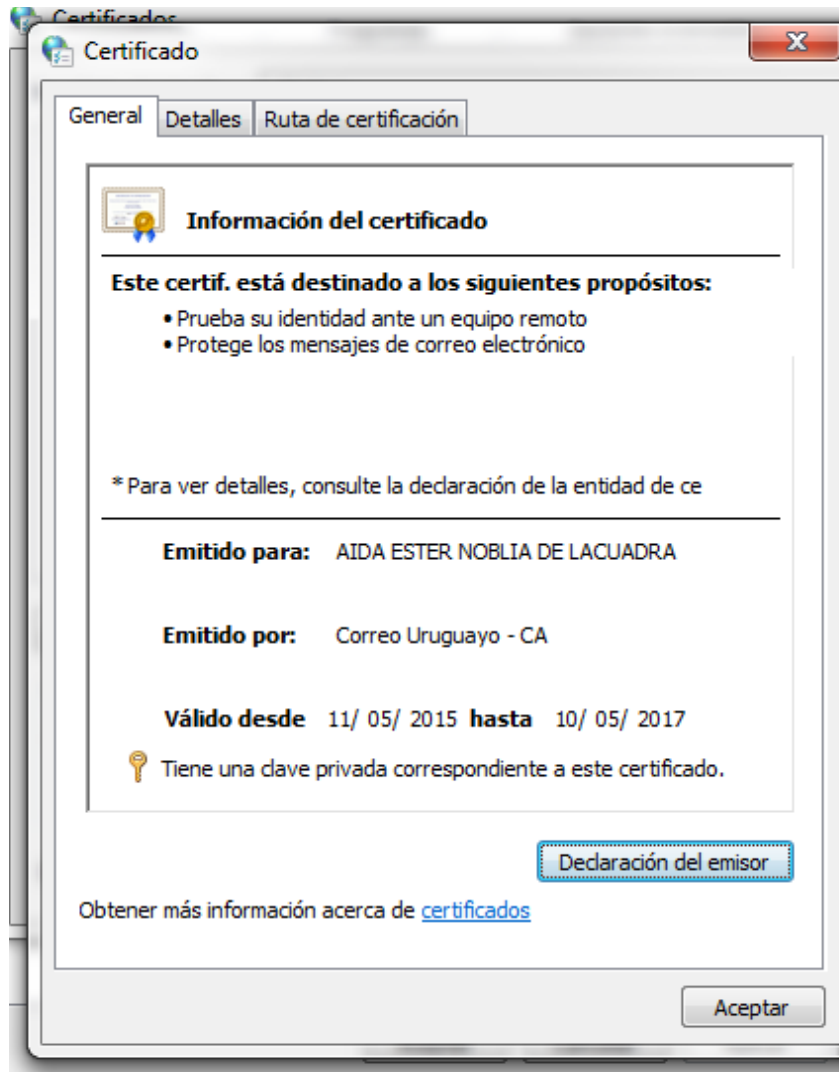 Certificados
Certificado
General Detalles Ruta de certificación
Información del certificado
Este certif. está destinado a los siguientes propósitos:
• Prueba su identidad ante un equipo remoto
• Protege los mensajes de correo electrónico
* Para ver detalles, consulte la declaración de la entidad de ce
Emitido para: AIDA ESTER NOBLIA DE LACUADRA
Emitido por: Correo Uruguayo - CA
Válido desde 11/ 05/ 2015 hasta 10/ 05/ 2017
Tiene una clave privada correspondiente a este certificado.
Declaración del emisor
Obtener más información acerca de certificados
Aceptar